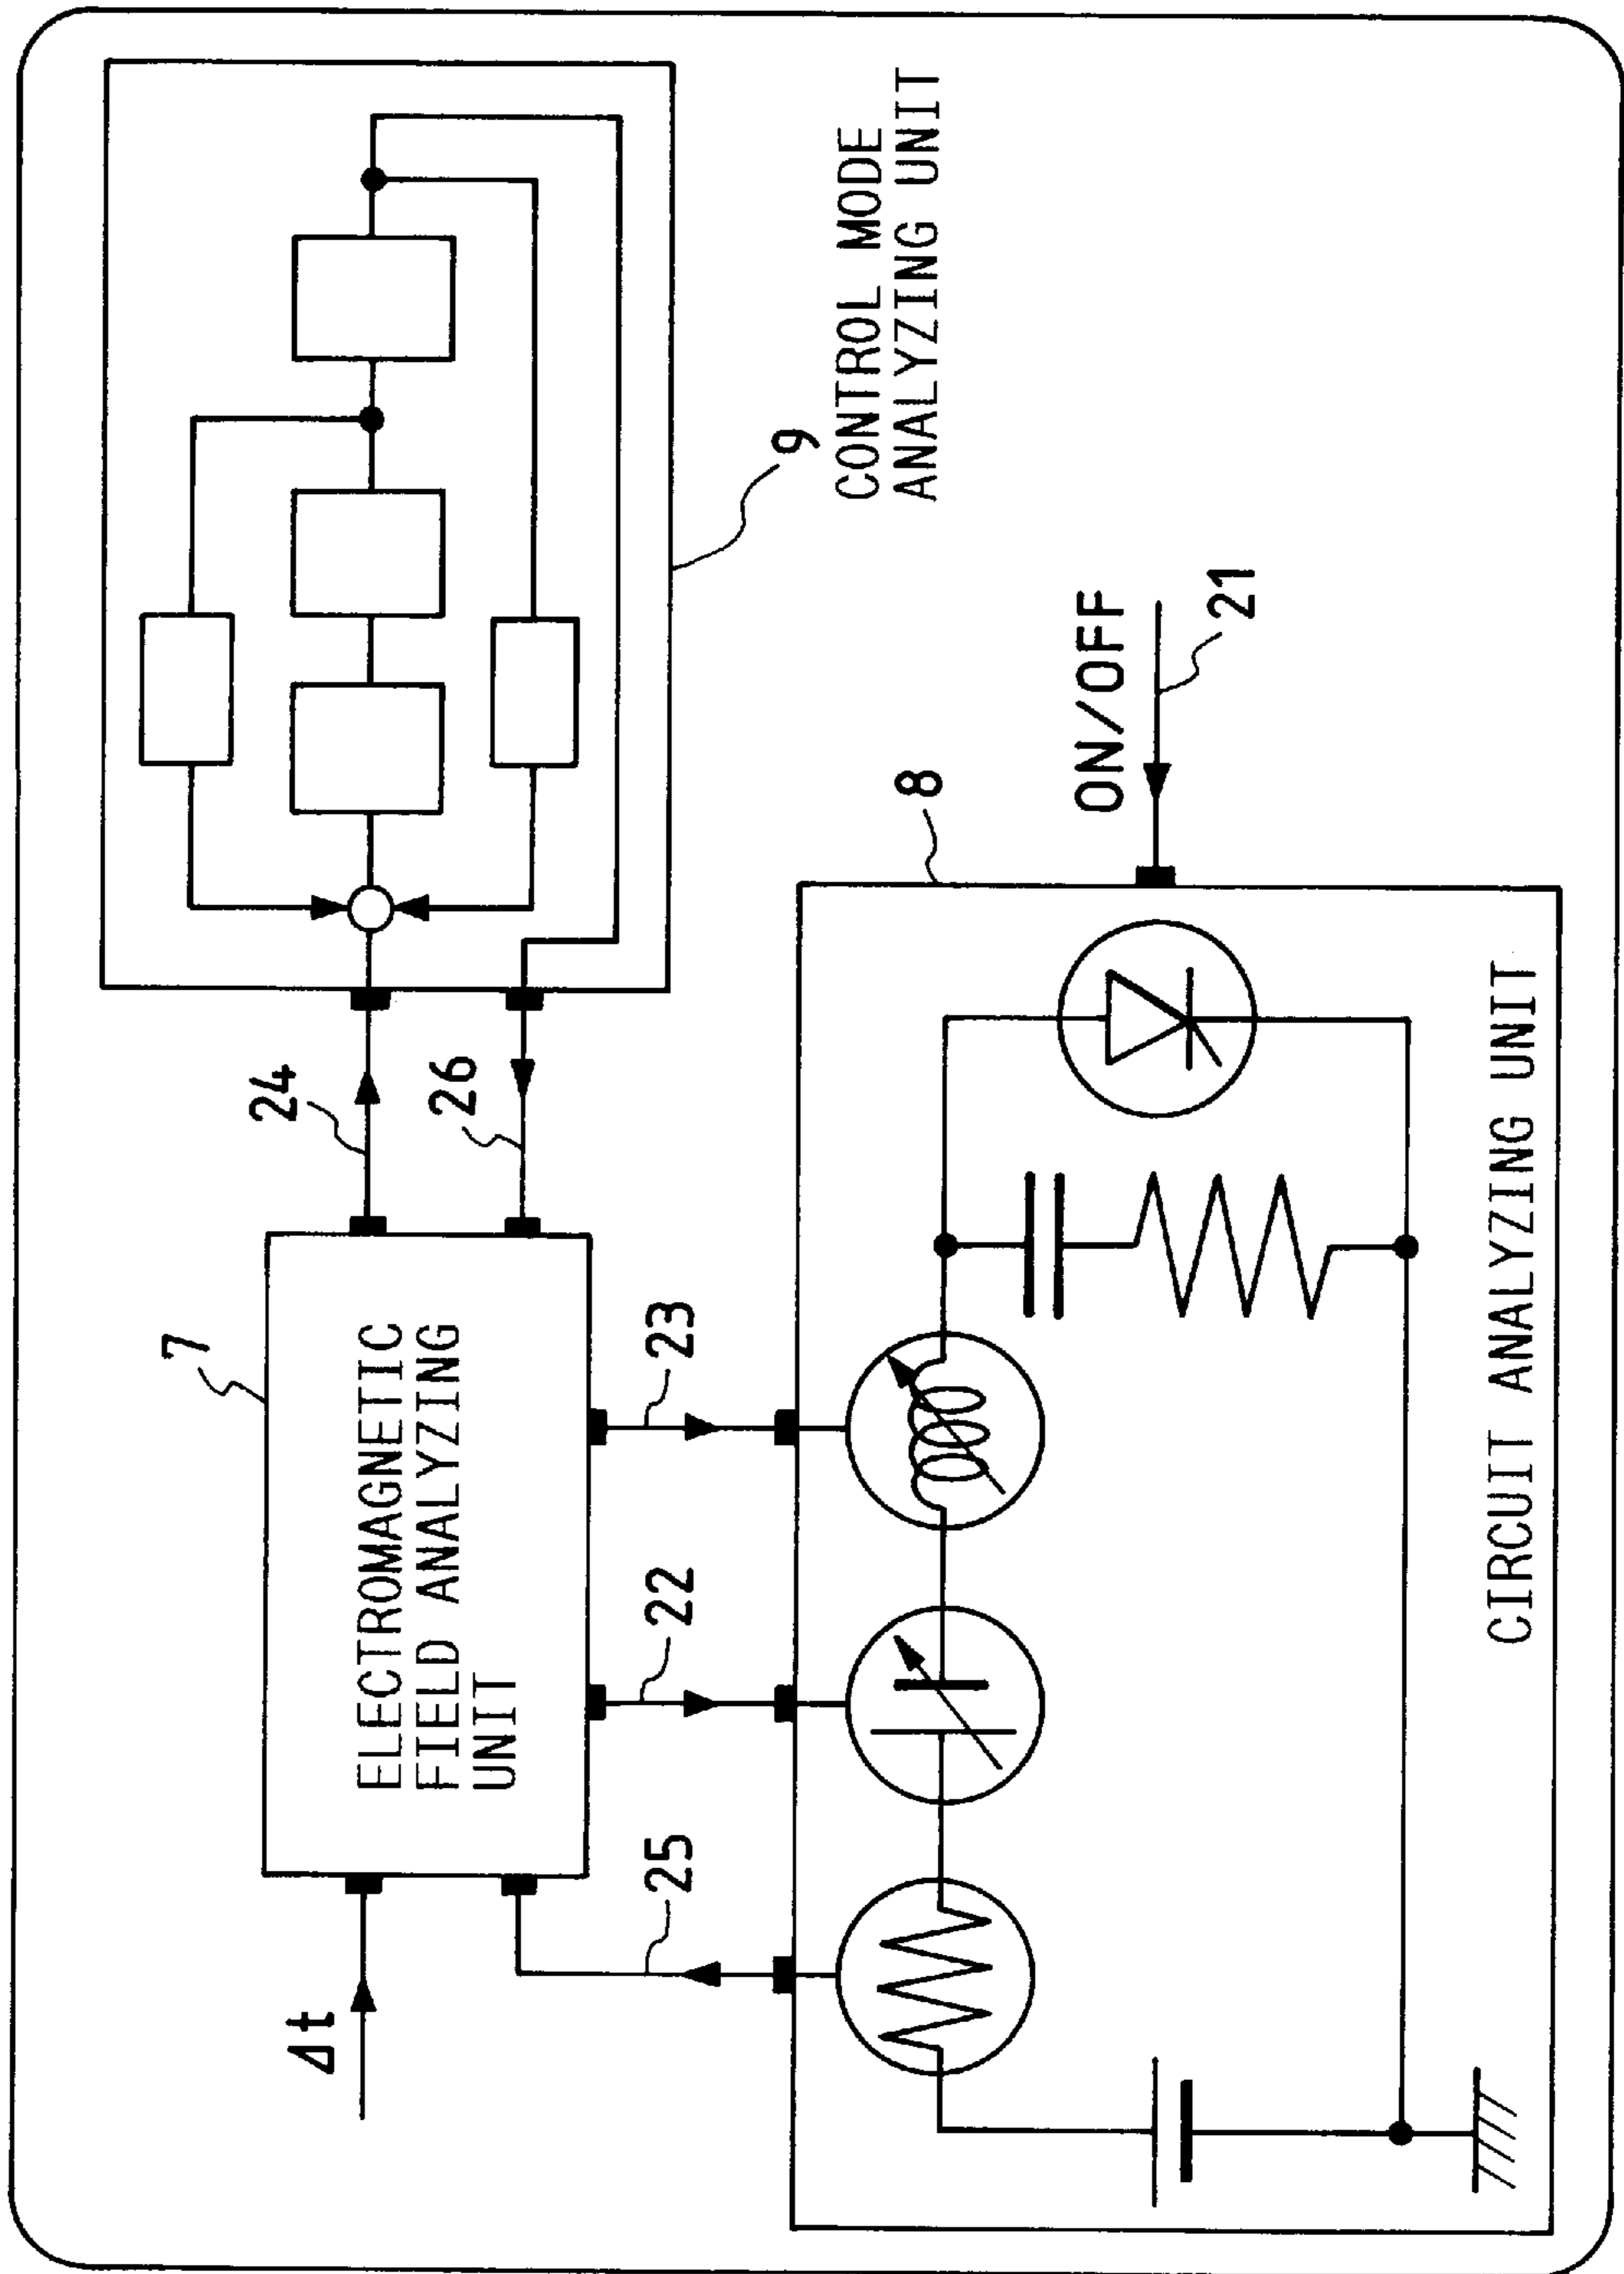 Δt
7
ELECTROMAGNETIC
FIELD ANALYZING
UNIT
24
26
9
CONTROL MODE
ANALYZING UNIT
25
22
23
8
ON/OFF
21
CIRCUIT ANALYZING UNIT